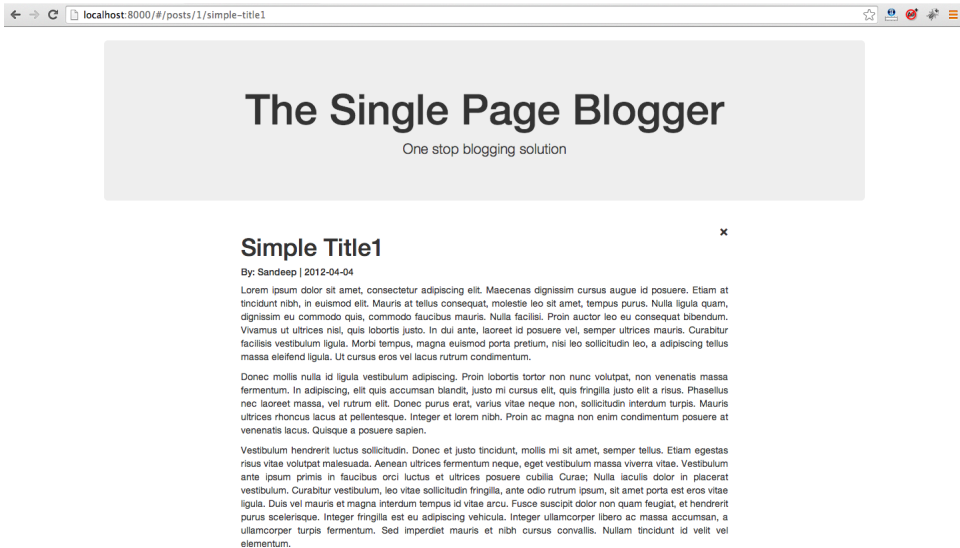 localhost:8000/#/posts/1/simple-title1
The Single Page Blogger
One stop blogging solution
Simple Title1
By: Sandeep | 2012-04-04
Lorem ipsum dolor sit amet, consectetur adipiscing elit. Maecenas dignissim cursus augue id posuere. Etiam at
tincidunt nibh, in euismod elit. Mauris at tellus consequat, molestie leo sit amet, tempus purus. Nulla ligula quam,
dignissim eu commodo quis, commodo faucibus mauris. Nulla facilisi. Proin auctor leo eu consequat bibendum.
Vivamus ut ultrices nisl, quis lobortis justo. In dui ante, laoreet id posuere vel, semper ultrices mauris. Curabitur
facilisis vestibulum ligula. Morbi tempus, magna euismod porta pretium, nisi leo sollicitudin leo, a adipiscing tellus
massa eleifend ligula. Ut cursus eros vel lacus rutrum condimentum.
Donec mollis nulla id ligula vestibulum adipiscing. Proin lobortis tortor non nunc volutpat, non venenatis massa
fermentum. In adipiscing, elit quis accumsan blandit, justo mi cursus elit, quis fringilla justo elit a risus. Phasellus
nec laoreet massa, vel rutrum elit. Donec purus erat, varius vitae neque non, sollicitudin interdum turpis. Mauris
ultrices rhoncus lacus at pellentesque. Integer et lorem nibh. Proin ac magna non enim condimentum posuere at
venenatis lacus. Quisque a posuere sapien.
Vestibulum hendrerit luctus sollicitudin. Donec et justo tincidunt, mollis mi sit amet, semper tellus. Etiam egestas
risus vitae volutpat malesuada. Aenean ultrices fermentum neque, eget vestibulum massa viverra vitae. Vestibulum
ante ipsum primis in faucibus orci luctus et ultrices posuere cubilia Curae; Nulla iaculis dolor in placerat
vestibulum. Curabitur vestibulum, leo vitae sollicitudin fringilla, ante odio rutrum ipsum, sit amet porta est eros vitae
ligula. Duis vel mauris et magna interdum tempus id vitae arcu. Fusce suscipit dolor non quam feugiat, et hendrerit
purus scelerisque. Integer fringilla est eu adipiscing vehicula. Integer ullamcorper libero ac massa accumsan, a
ullamcorper turpis fermentum. Sed imperdiet mauris et nibh cursus convallis. Nullam tincidunt id velit vel
elementum.